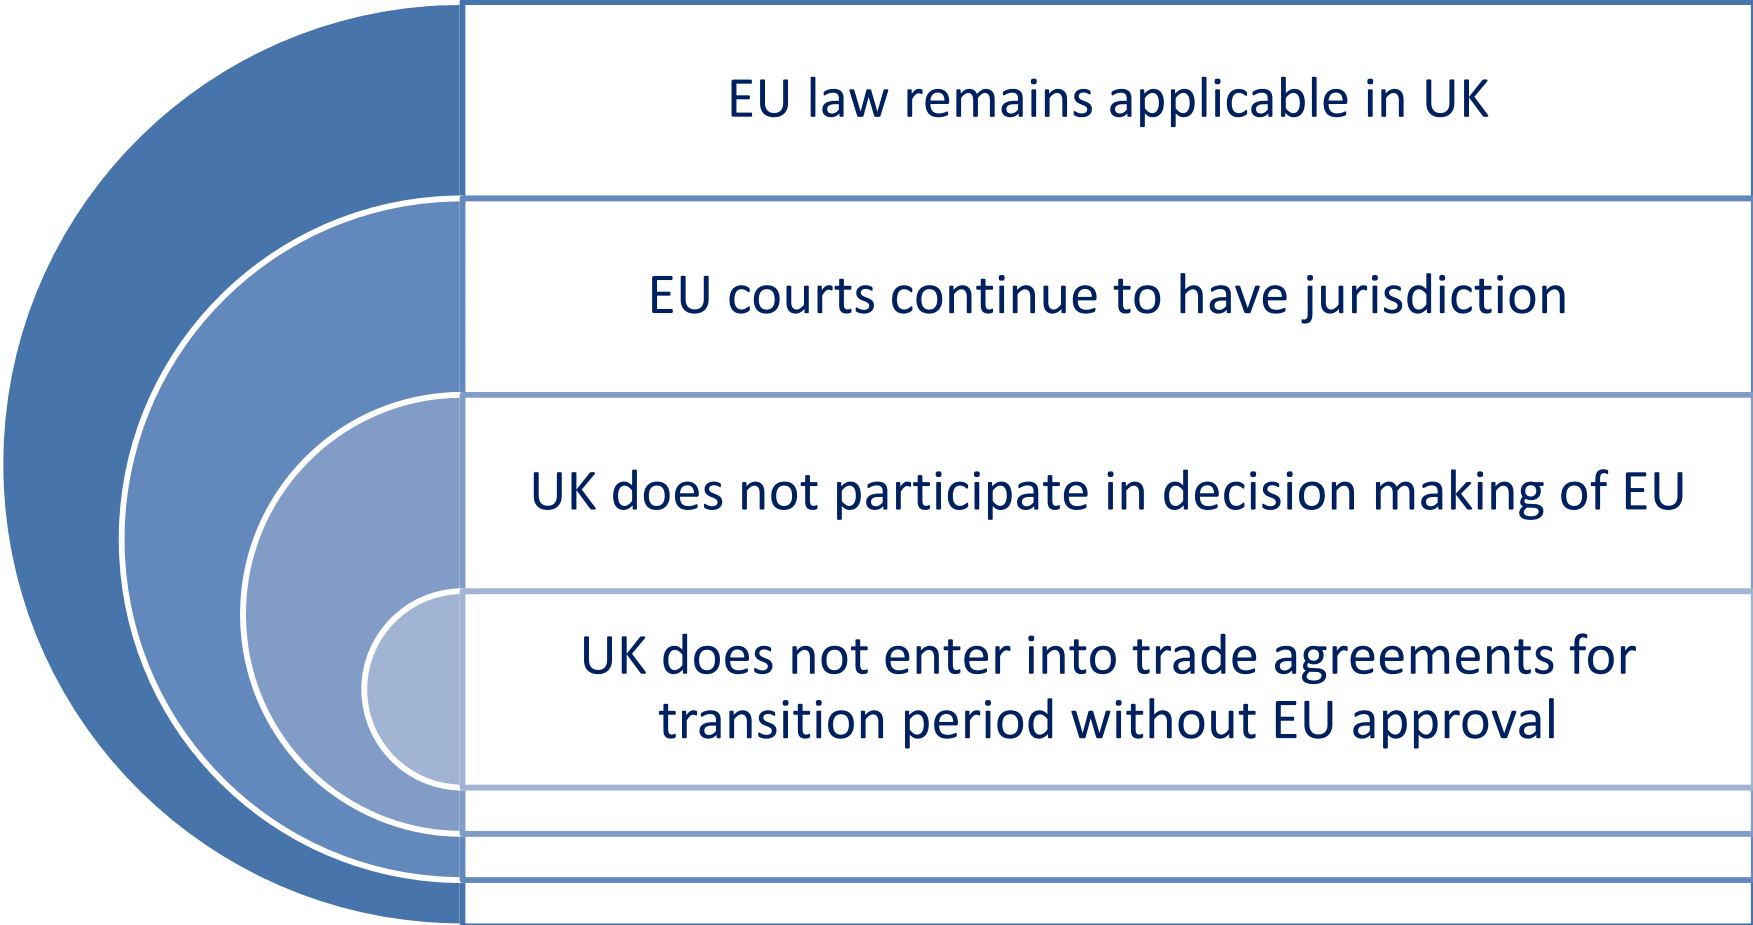 EU law remains applicable in UK
EU courts continue to have jurisdiction
UK does not participate in decision making of EU
UK does not enter into trade agreements for
transition period without EU approval